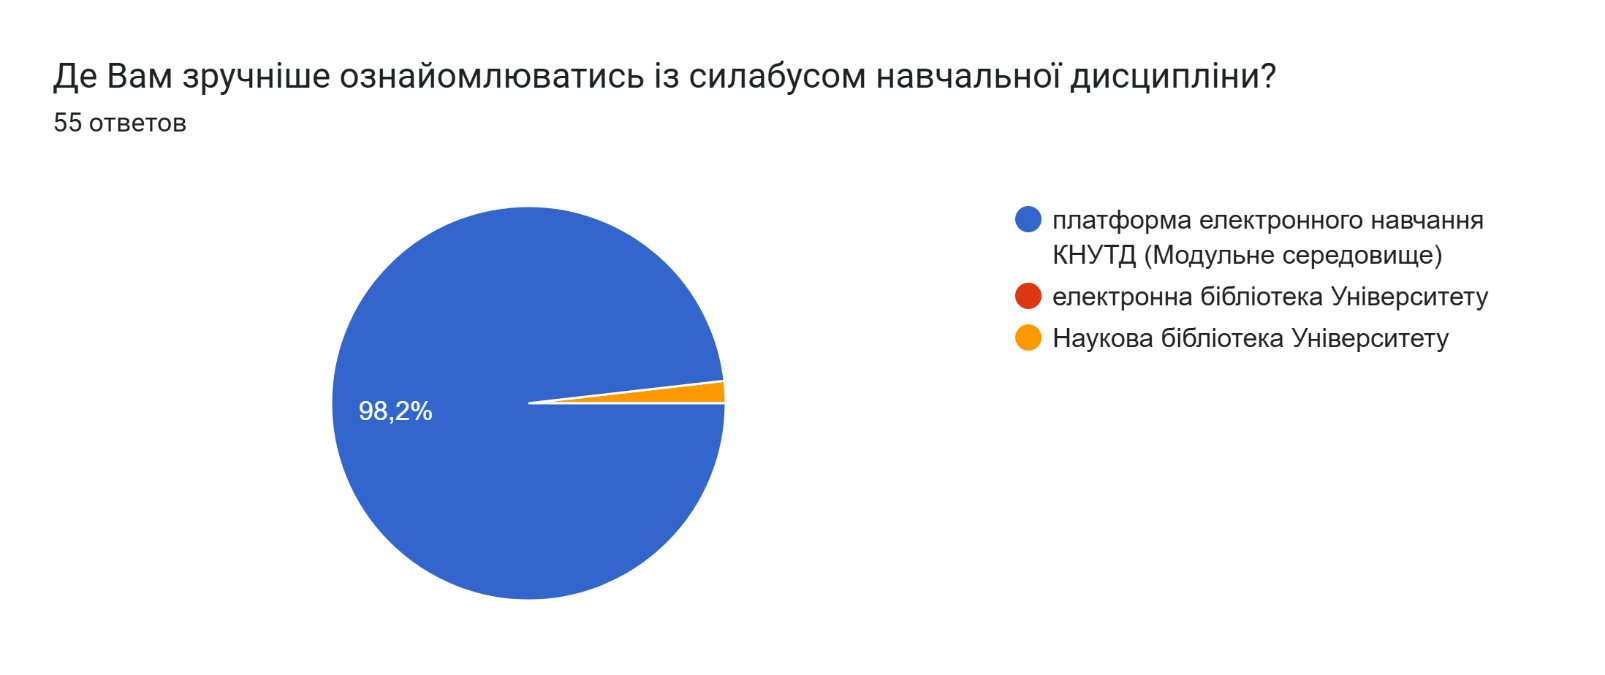 Де Вам зручніше ознайомлюватись із силабусом навчальної дисципліни?
55 ответов
98,2%
платформа електронного навчання
КНУТД (Модульне середовище)
електронна бібліотека Університету
Наукова бібліотека Університету